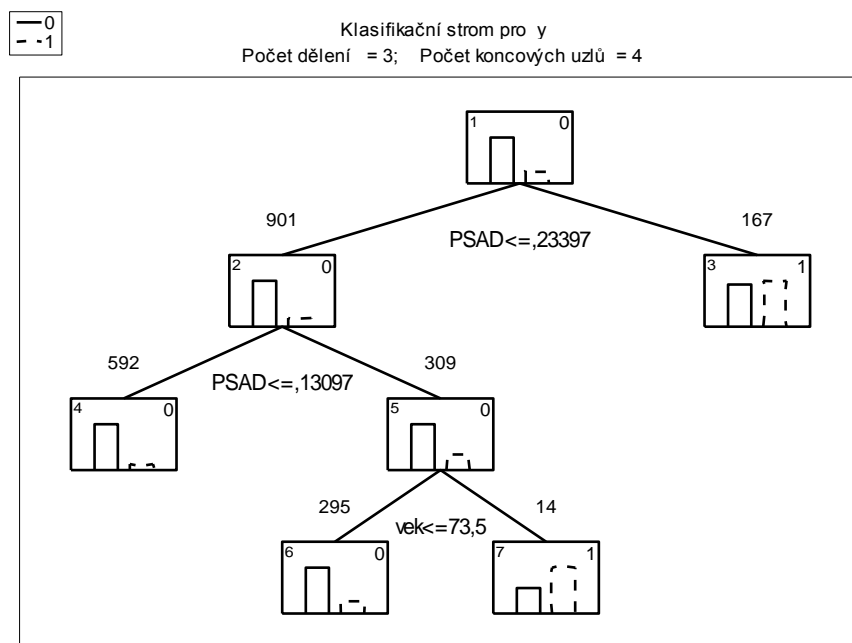 0
1
Klasifikační strom pro y
Počet dělení = 3; Počet koncových uzlů = 4
1 0
901 167
PSAD<=,23397
2 0
3 1
592 309
PSAD<=,13097
4 0
5 0
295 14
vek<=73,5
6 0
7 1